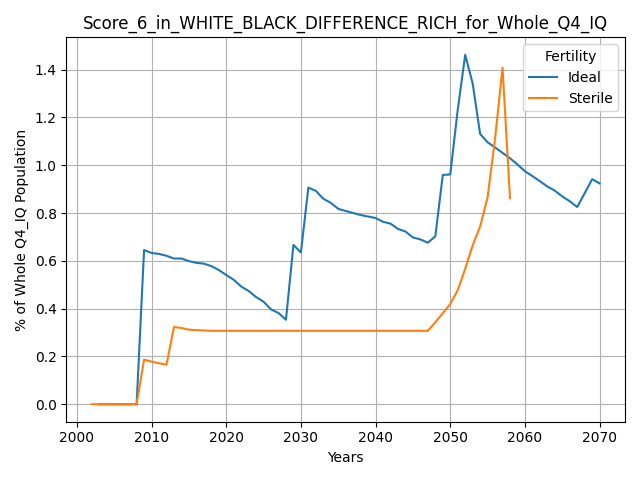 Score_6_in_WHITE_BLACK_DIFFERENCE_RICH_for_Whole_Q4_IQ
Fertility
Ideal
Sterile
1.4
1.2
1.0
0.8
0.6
0.4
0.2
0.0
% of Whole Q4_IQ Population
2000 2010 2020 2030 2040 2050 2060 2070
Years